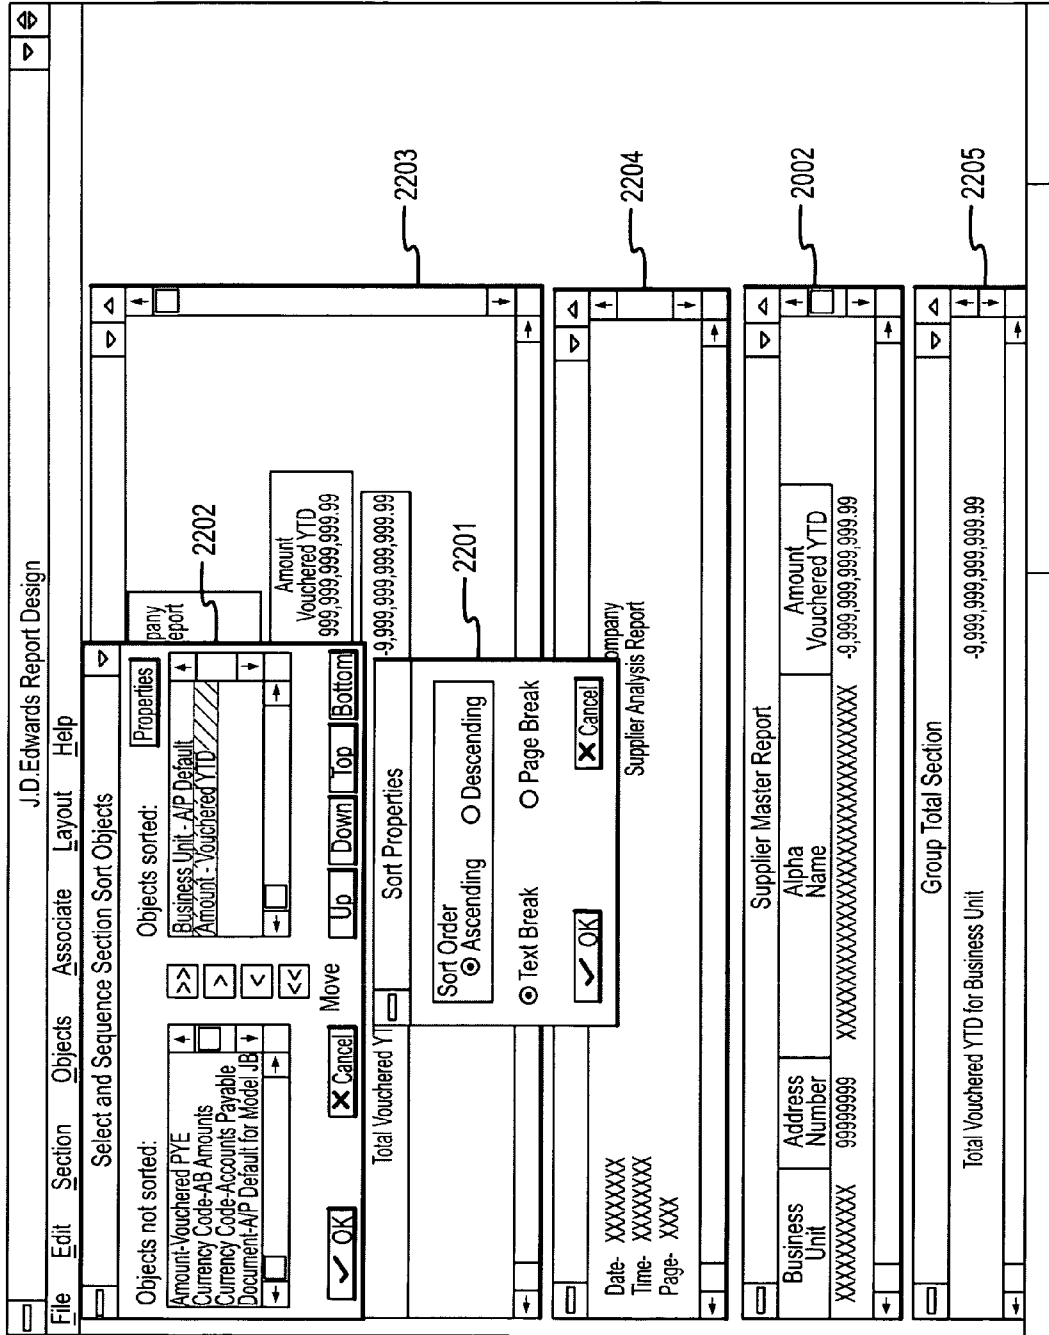 J.D.Edwards Report Design
File Edit Section Objects Associate Layout Help
Select and Sequence Section Sort Objects
Objects not sorted:
Amount-Vouchered PYE
Currency Code-AB Amounts
Currency Code-Accounts Payable
Document-A/P Default for Model JB
>>
>
<
<<
Move
Objects sorted:
Properties
Business Unit - A/P Default
Amount - Vouchered YTD
OK
Cancel
Up
Down
Top
Bottom
2202
pany
eport
Amount
Vouchered YTD
999,999,999,999.99
Total Vouchered YT
-9,999,999,999,999.99
2203
Sort Properties
Sort Order
Ascending
Descending
Text Break
Page Break
OK
Cancel
2201
Date- XXXXXXXX
Time- XXXXXXXX
Page- XXXX
ompany
Supplier Analysis Report
2204
Supplier Master Report
Business
Unit
Address
Number
Alpha
Name
Amount
Vouchered YTD
XXXXXXXXXXXX
99999999
-9,999,999,999,999.99
2002
Group Total Section
Total Vouchered YTD for Business Unit
-9,999,999,999,999.99
2205